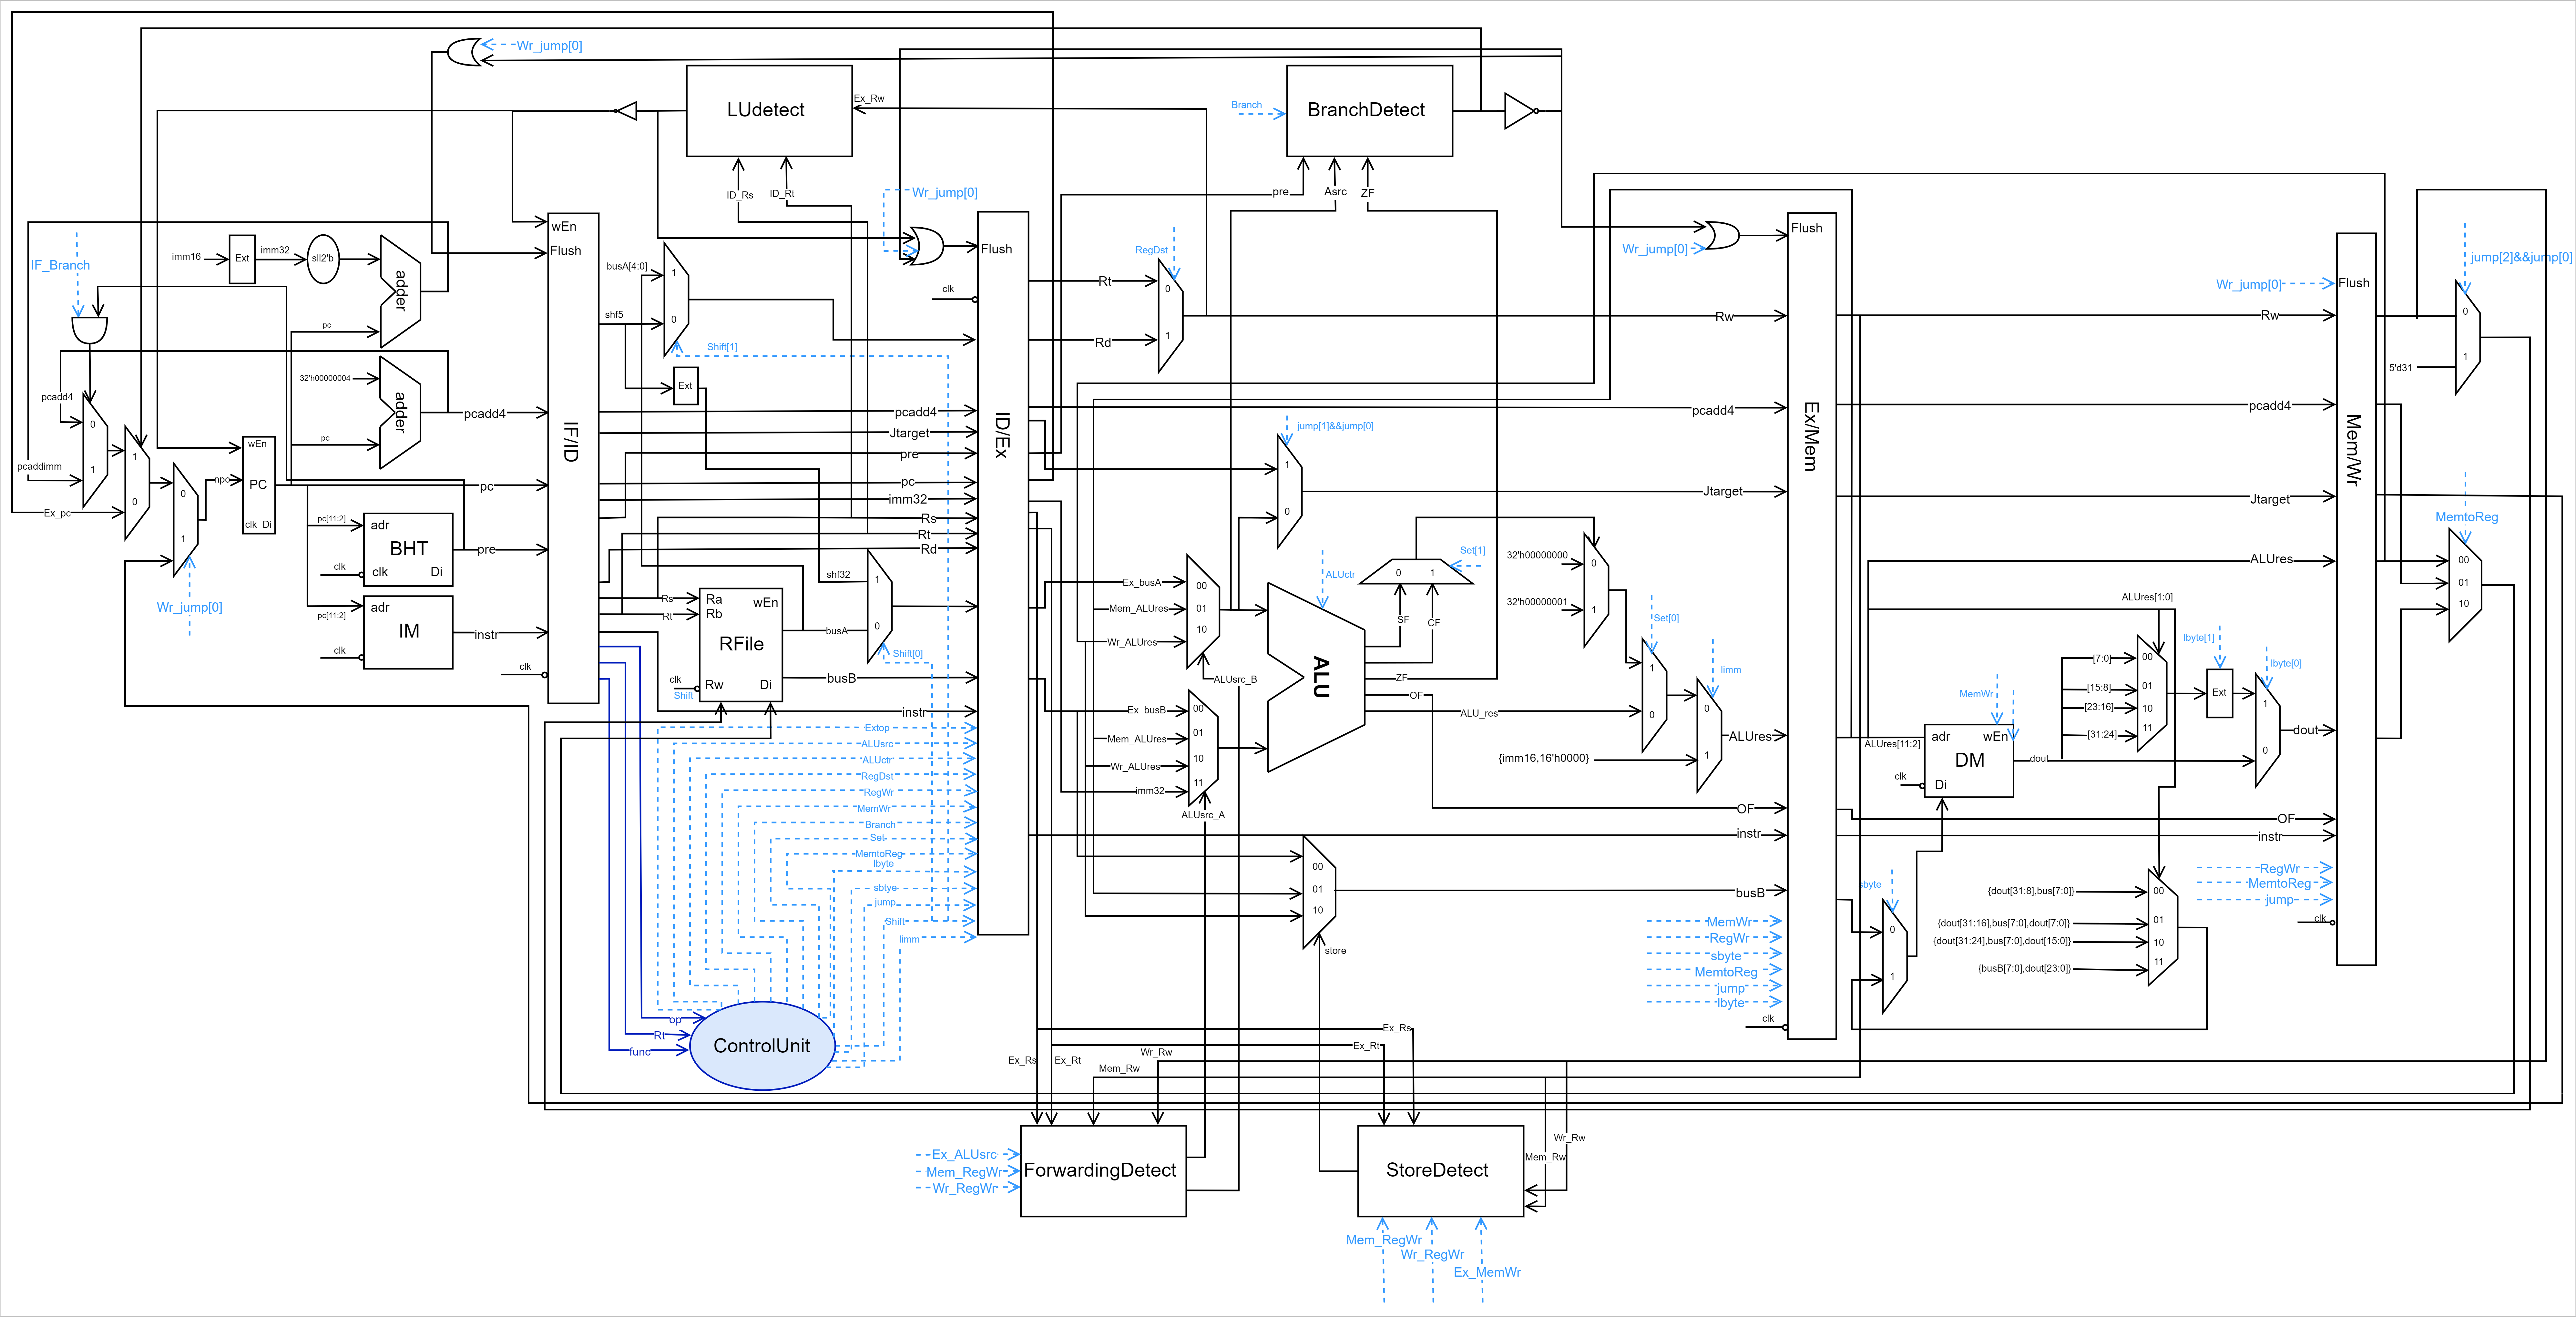 Wr_jump[0]
LUdetect
Ex_Rw
ID_Rs
ID_Rt
Branch
BranchDetect
pre
Asrc
ZF
IF_Branch
imm16
Ext
imm32
sll2'b
adder
pc
32'h00000004
adder
pc
pcadd4
pcadd4
0
1
pcaddimm
Ex_pc
1
0
0
1
Wr_jump[0]
npc
wEn
PC
clk Di
pc
pc[11:2]
adr
BHT
clk
clk
Di
pre
pc[11:2]
adr
IM
clk
instr
wEn
Flush
IF/ID
clk
busA[4:0]
shf5
1
0
Shift[1]
Ext
Wr_jump[0]
Flush
clk
ID/Ex
pcadd4
Jtarget
pre
pc
imm32
Rs
Rt
Rd
shf32
1
0
Shift[0]
Rs
Rt
Ra
Rb
wEn
RFile
Rw
Di
clk
Shift
busA
busB
instr
Extop
ALUsrc
ALUctr
RegDst
RegWr
MemWr
Branch
Set
MemtoReg
lbyte
sbtye
jump
Shift
limm
op
Rt
func
ControlUnit
Rt
Rd
RegDst
0
1
Rw
pcadd4
jump[1]&&jump[0]
1
0
Jtarget
Ex_busA
Mem_ALUres
Wr_ALUres
00
01
10
ALUsrc_B
Ex_busB
Mem_ALUres
Wr_ALUres
imm32
00
01
10
11
ALUsrc_A
ALUctr
ALU
SF
CF
ZF
OF
ALU_res
0
1
Set[1]
32'h00000000
32'h00000001
0
1
Set[0]
1
0
limm
0
1
{imm16,16'h0000}
ALUres
OF
instr
00
01
10
store
busB
Wr_jump[0]
Flush
Ex/Mem
MemWr
RegWr
sbyte
MemtoReg
jump
lbyte
clk
Ex_Rs
Ex_Rt
Ex_Rs
Ex_Rt
Mem_Rw
Wr_Rw
Ex_ALUsrc
Mem_RegWr
Wr_RegWr
ForwardingDetect
StoreDetect
Wr_Rw
Mem_Rw
Mem_RegWr
Wr_RegWr
Ex_MemWr
Rw
pcadd4
Jtarget
ALUres
ALUres[1:0]
ALUres[11:2]
MemWr
adr
wEn
DM
Di
clk
dout
[7:0]
[15:8]
[23:16]
[31:24]
00
01
10
11
lbyte[1]
Ext
lbyte[0]
1
0
dout
OF
instr
sbyte
0
1
{dout[31:8],bus[7:0]}
{dout[31:16],bus[7:0],dout[7:0]}
{dout[31:24],bus[7:0],dout[15:0]}
{busB[7:0],dout[23:0]}
00
01
10
11
RegWr
MemtoReg
jump
clk
Wr_jump[0]
Flush
Mem/Wr
jump[2]&&jump[0]
0
1
5'd31
MemtoReg
00
01
10